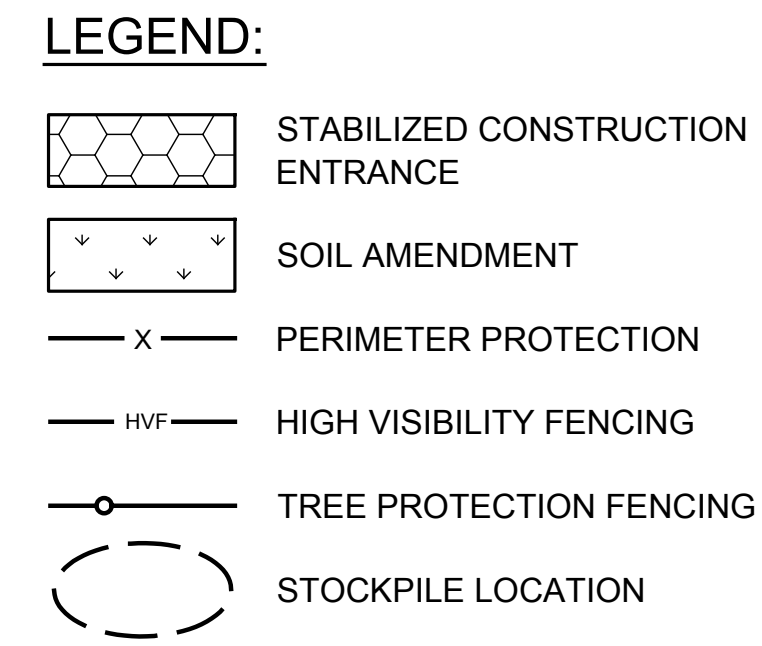 LEGEND:
STABILIZED CONSTRUCTION
ENTRANCE
SOIL AMENDMENT
X PERIMETER PROTECTION
HVF HIGH VISIBILITY FENCING
TREE PROTECTION FENCING
STOCKPILE LOCATION